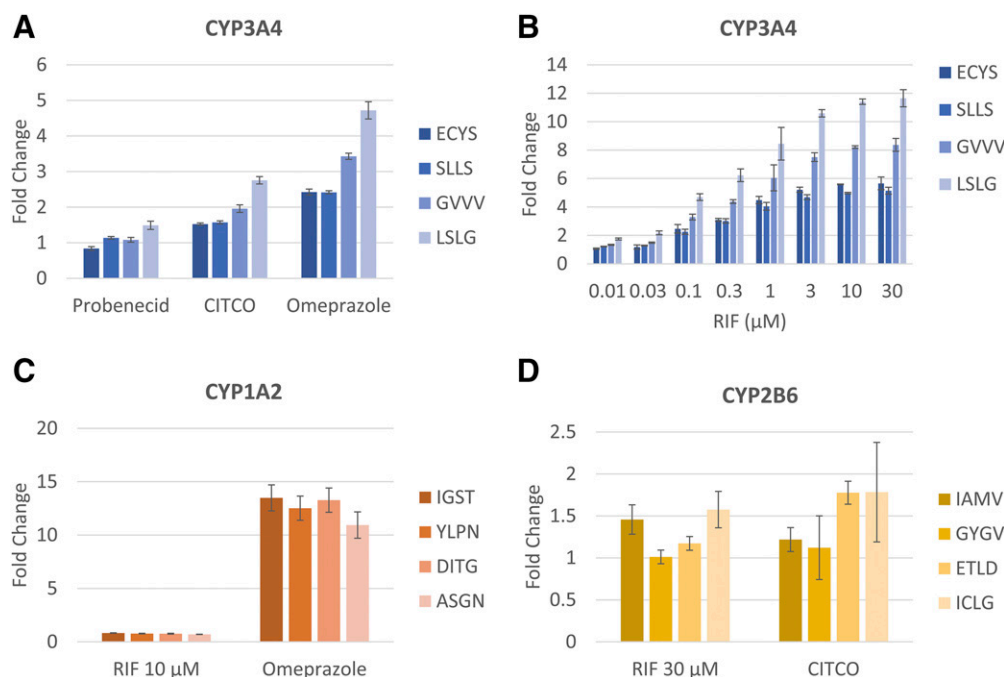 A
CYP3A4
Fold Change
6
5
4
3
2
1
0
Probenecid CITCO Omeprazole
ECYS
SLLS
GVVV
LSLG
B
CYP3A4
Fold Change
14
12
10
8
6
4
2
0
0.01 0.03 0.1 0.3 1 3 10 30
RIF (µM)
ECYS
SLLS
GVVV
LSLG
C
CYP1A2
Fold Change
20
15
10
5
0
RIF 10 µM Omeprazole
IGST
YLPN
DITG
ASGN
D
CYP2B6
Fold Change
2.5
2
1.5
1
0.5
0
RIF 30 µM CITCO
IAMV
GYGV
ETLD
ICLG